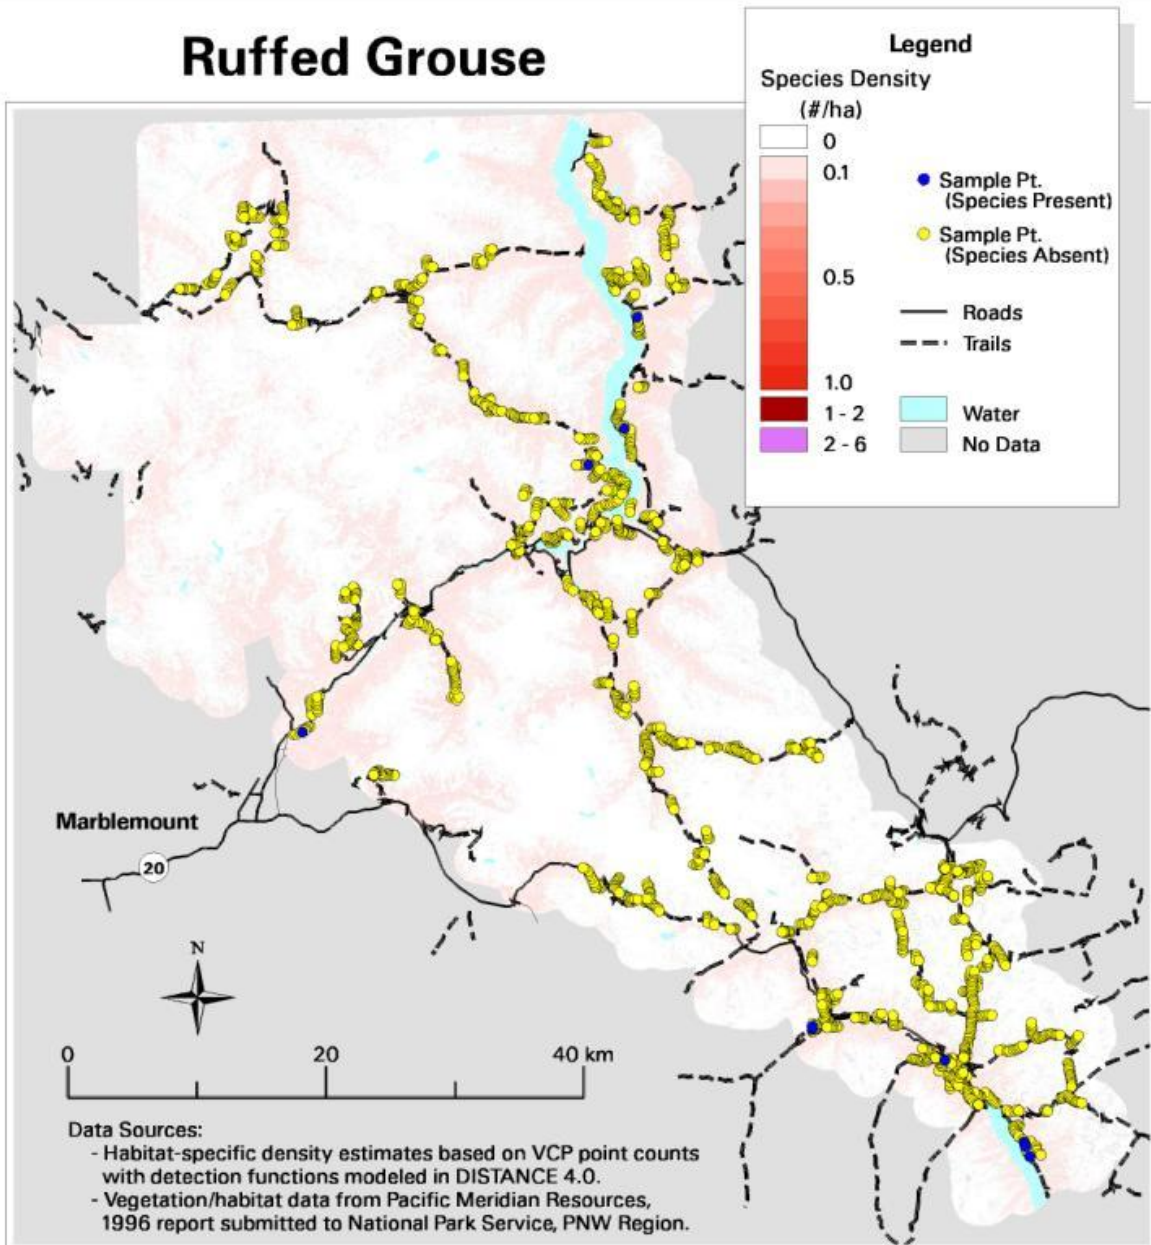 Ruffed Grouse
Legend
Species Density
(#/ha)
0
0.1
0.5
1.0
1 - 2
2 - 6
Sample Pt.
(Species Present)
Sample Pt.
(Species Absent)
Roads
Trails
Water
No Data
Marblemount
20
N
0 20 40 km
Data Sources:
- Habitat-specific density estimates based on VCP point counts
with detection functions modeled in DISTANCE 4.0.
- Vegetation/habitat data from Pacific Meridian Resources,
1996 report submitted to National Park Service, PNW Region.